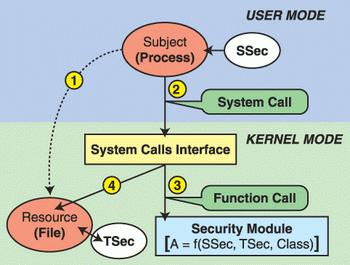 USER MODE
Subject
(Process)
SSec
1
2
System Call
KERNEL MODE
System Calls Interface
4
3
Function Call
Resource
(File)
TSec
Security Module
[A = f(SSec, TSec, Class)]